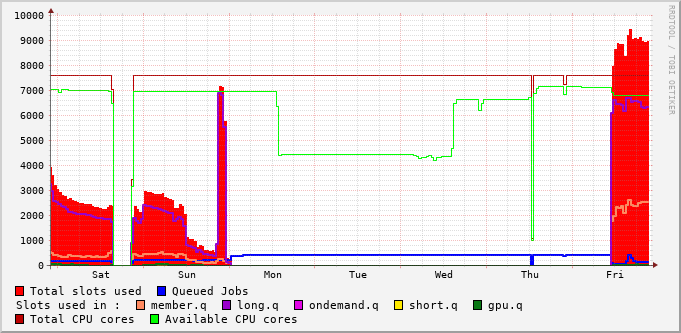 10000
9000
8000
7000
6000
5000
4000
3000
2000
1000
0
Sat Sun Mon Tue Wed Thu Fri
RRDTOOL / TOBI OETIKER
Total slots used Queued Jobs
Slots used in : member.q long.q ondemand.q short.q gpu.q
Total CPU cores Available CPU cores